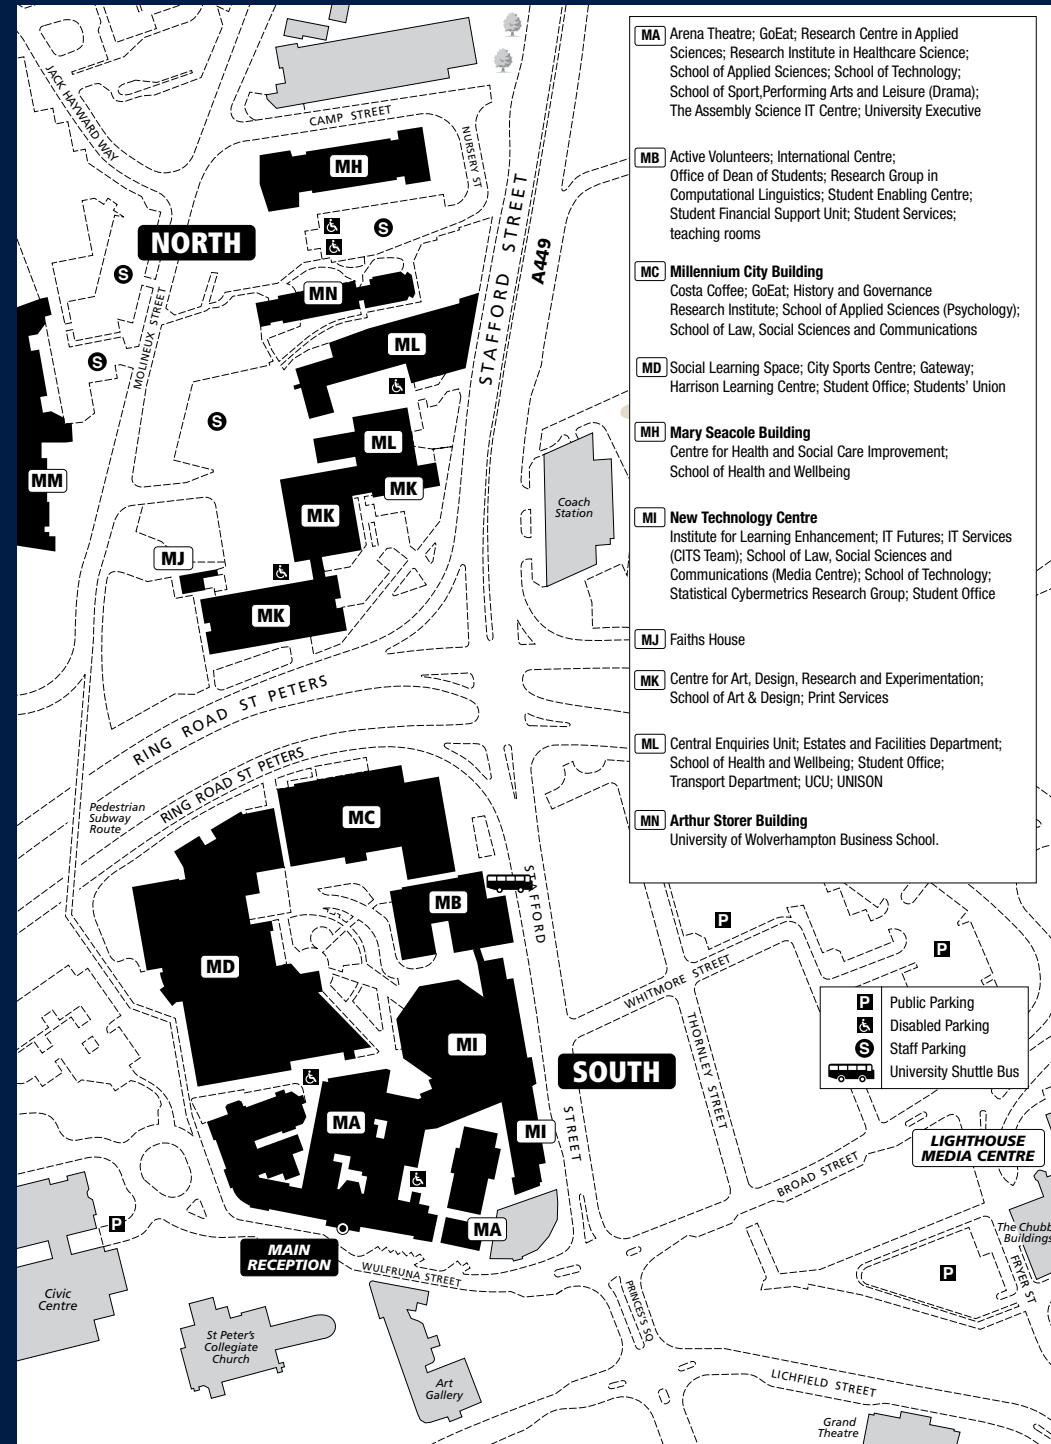 JACK HAYWARD WAY
CAMP STREET
NURSERY ST
MH
NORTH
S
S
STAFFORD STREET
A449
MN
MOLINEUX STREET
ML
S
S
ML
MK
MM
MK
MJ
MK
Coach
Station
RING ROAD ST PETERS
RING ROAD ST PETERS
Pedestrian
Subway
Route
MC
MB
STAFFORD
STREET
MD
MI
SOUTH
MA
MI
MA
MAIN
RECEPTION
WULFRUNA STREET
P
Civic
Centre
St Peter's
Collegiate
Church
Art
Gallery
PRINCES'S SQ
LICHFIELD STREET
Grand
Theatre
P
WHITMORE STREET
THORNLEY STREET
BROAD STREET
P
LIGHTHOUSE
MEDIA CENTRE
The Chubb
Buildings
FRYER ST
P
MA Arena Theatre; GoEat; Research Centre in Applied
Sciences; Research Institute in Healthcare Science;
School of Applied Sciences; School of Technology;
School of Sport,Performing Arts and Leisure (Drama);
The Assembly Science IT Centre; University Executive
MB Active Volunteers; International Centre;
Office of Dean of Students; Research Group in
Computational Linguistics; Student Enabling Centre;
Student Financial Support Unit; Student Services;
teaching rooms
MC Millennium City Building
Costa Coffee; GoEat; History and Governance
Research Institute; School of Applied Sciences (Psychology);
School of Law, Social Sciences and Communications
MD Social Learning Space; City Sports Centre; Gateway;
Harrison Learning Centre; Student Office; Students' Union
MH Mary Seacole Building
Centre for Health and Social Care Improvement;
School of Health and Wellbeing
MI New Technology Centre
Institute for Learning Enhancement; IT Futures; IT Services
(CITS Team); School of Law, Social Sciences and
Communications (Media Centre); School of Technology;
Statistical Cybermetrics Research Group; Student Office
MJ Faiths House
MK Centre for Art, Design, Research and Experimentation;
School of Art & Design; Print Services
ML Central Enquiries Unit; Estates and Facilities Department;
School of Health and Wellbeing; Student Office;
Transport Department; UCU; UNISON
MN Arthur Storer Building
University of Wolverhampton Business School.
P Public Parking
Disabled Parking
S Staff Parking
University Shuttle Bus